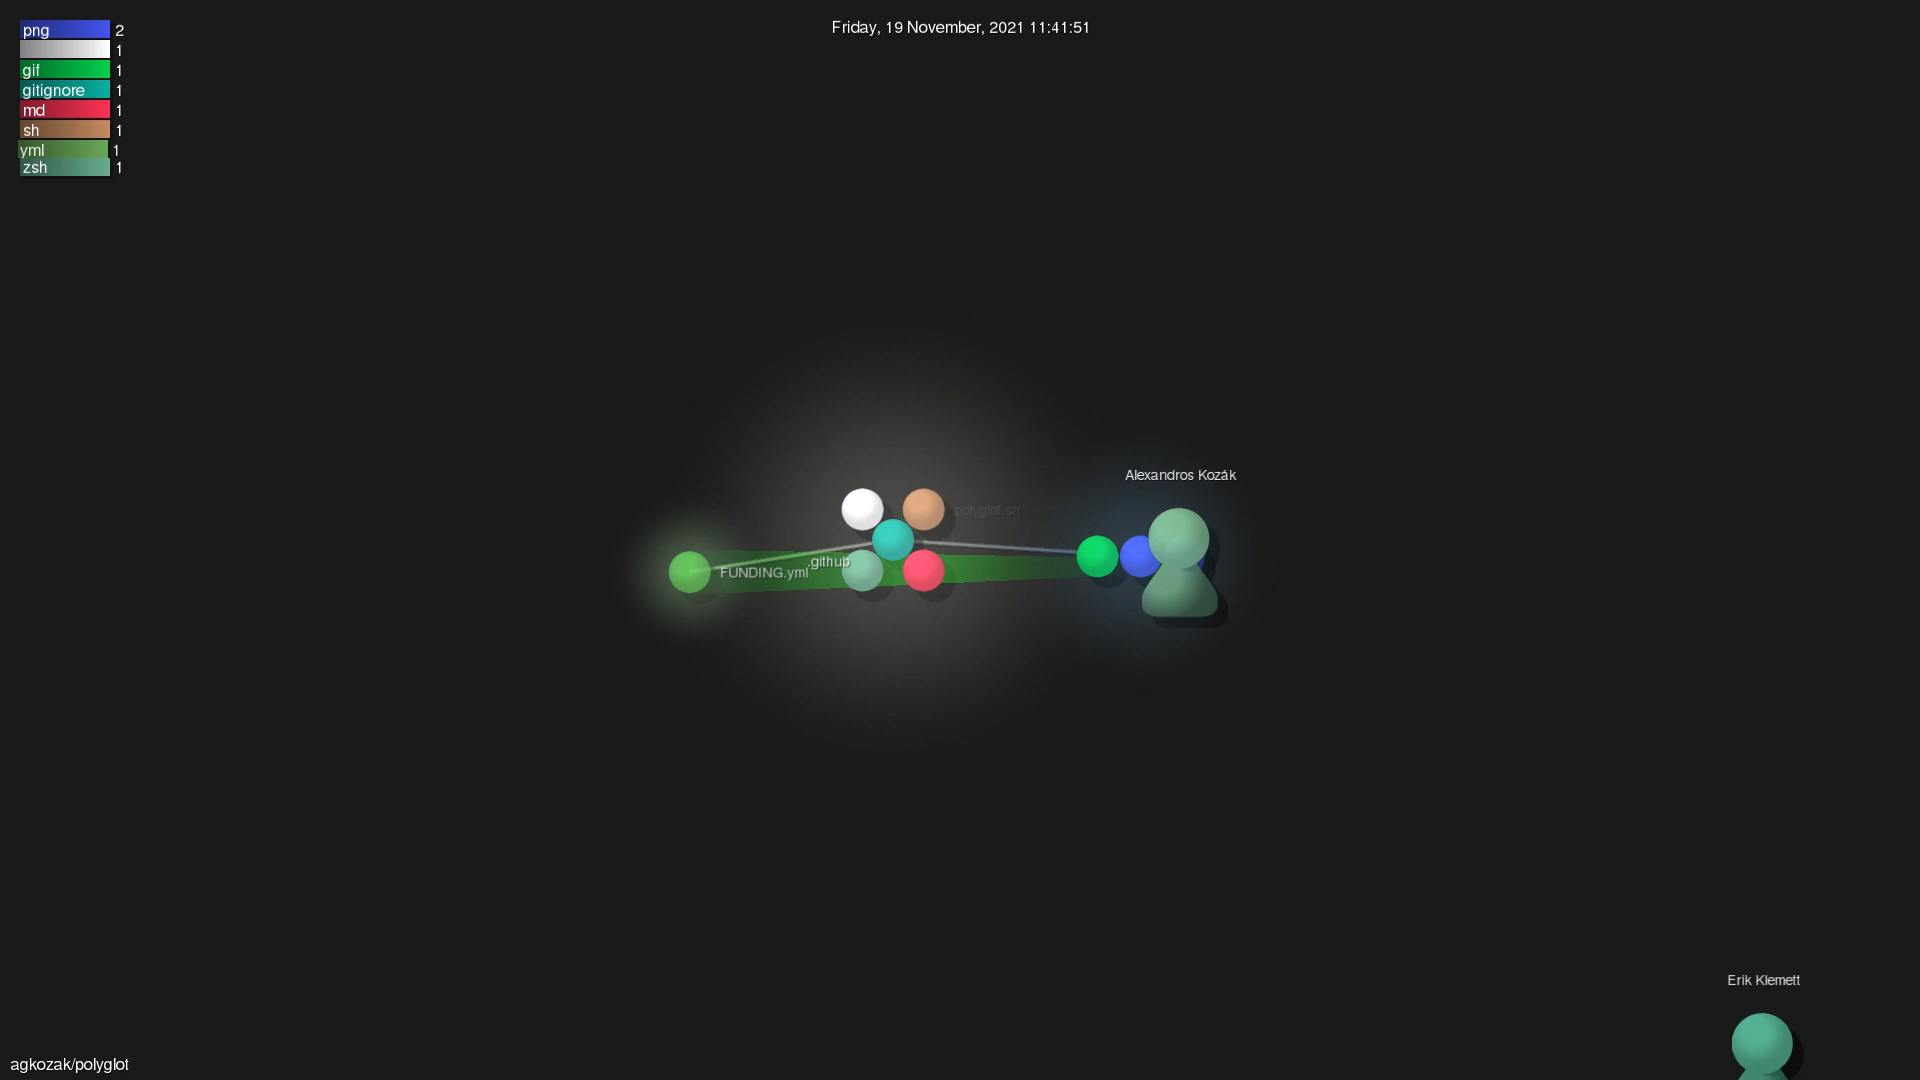 Friday, 19 November, 2021 11:41:51
png 2
1
gif 1
gitignore 1
md 1
sh 1
yml 1
zsh 1
Alexandros Kozák
polyglot.sh
.github
FUNDING.yml
Erik Klemett
agkozak/polyglot